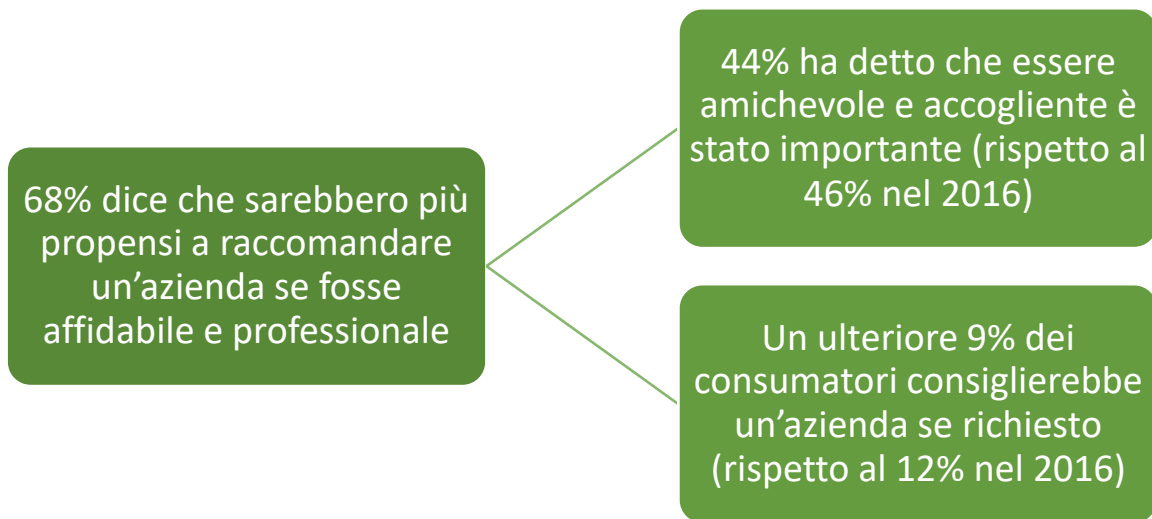 68% dice che sarebbero più
propensi a raccomandare
un’azienda se fosse
affidabile e professionale
44% ha detto che essere
amichevole e accogliente è
stato importante (rispetto al
46% nel 2016)
Un ulteriore 9% dei
consumatori consiglierebbe
un’azienda se richiesto
(rispetto al 12% nel 2016)